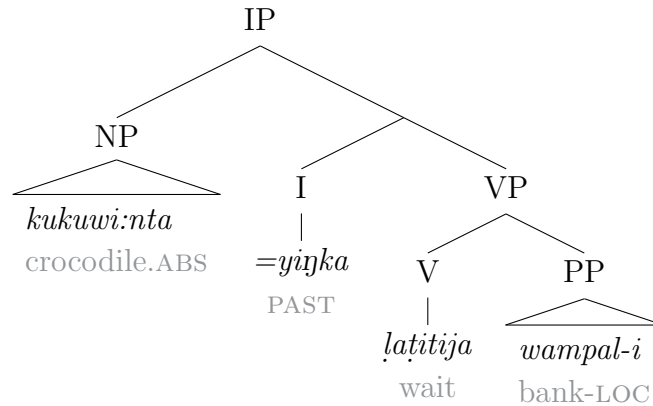 IP
NP
I VP
kukuwi:nta
crocodile.ABS =yiŋka V PP
PAST
ḷaṭitija wampal-i
wait bank-LOC